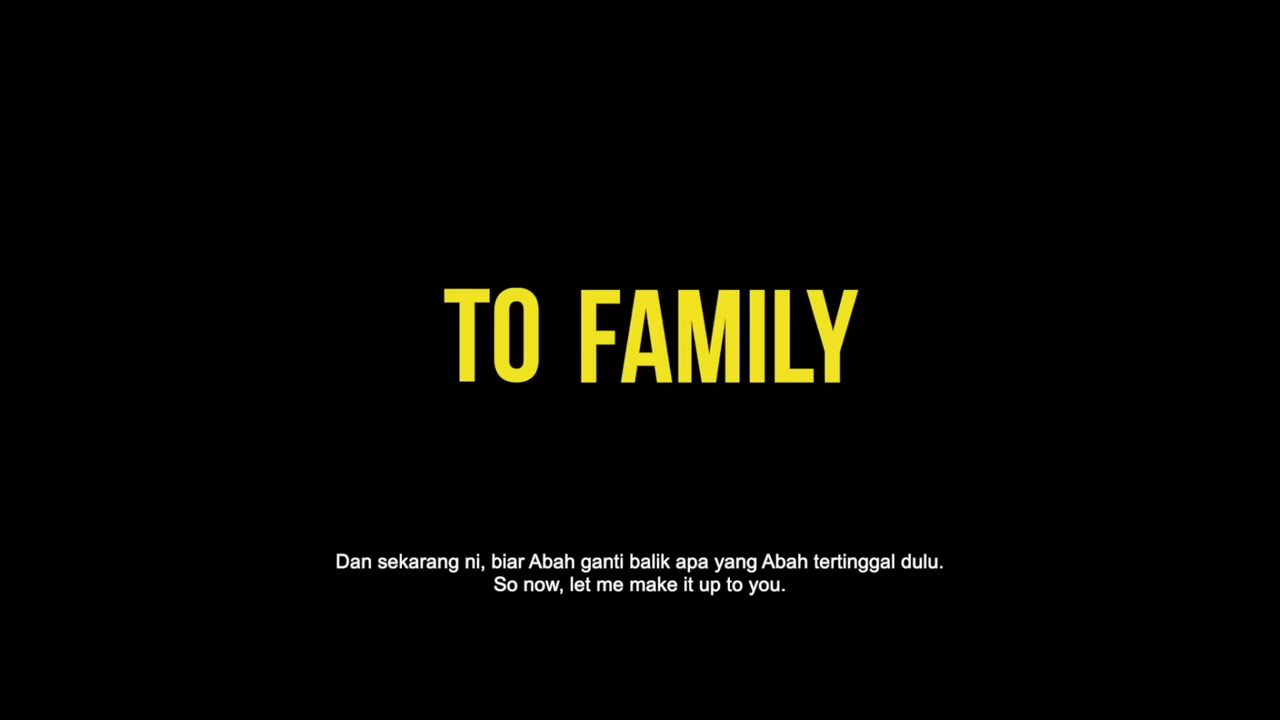 TO FAMILY
Dan sekarang ni, biar Abah ganti balik apa yang Abah tertinggal dulu.
So now, let me make it up to you.